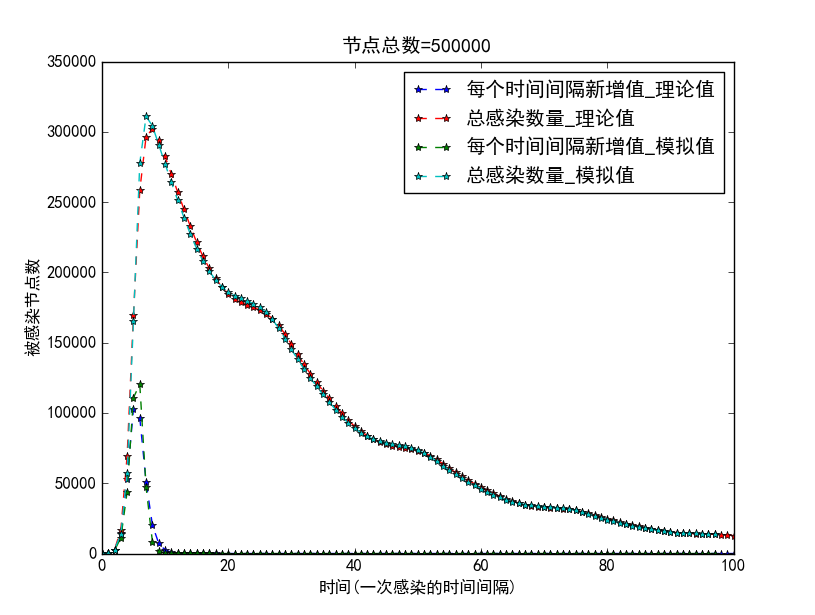 节点总数=500000
350000
300000
250000
200000
150000
100000
50000
0
被感染节点数
每个时间间隔新增值_理论值
总感染数量_理论值
每个时间间隔新增值_模拟值
总感染数量_模拟值
0 20 40 60 80 100
时间(一次感染的时间间隔)